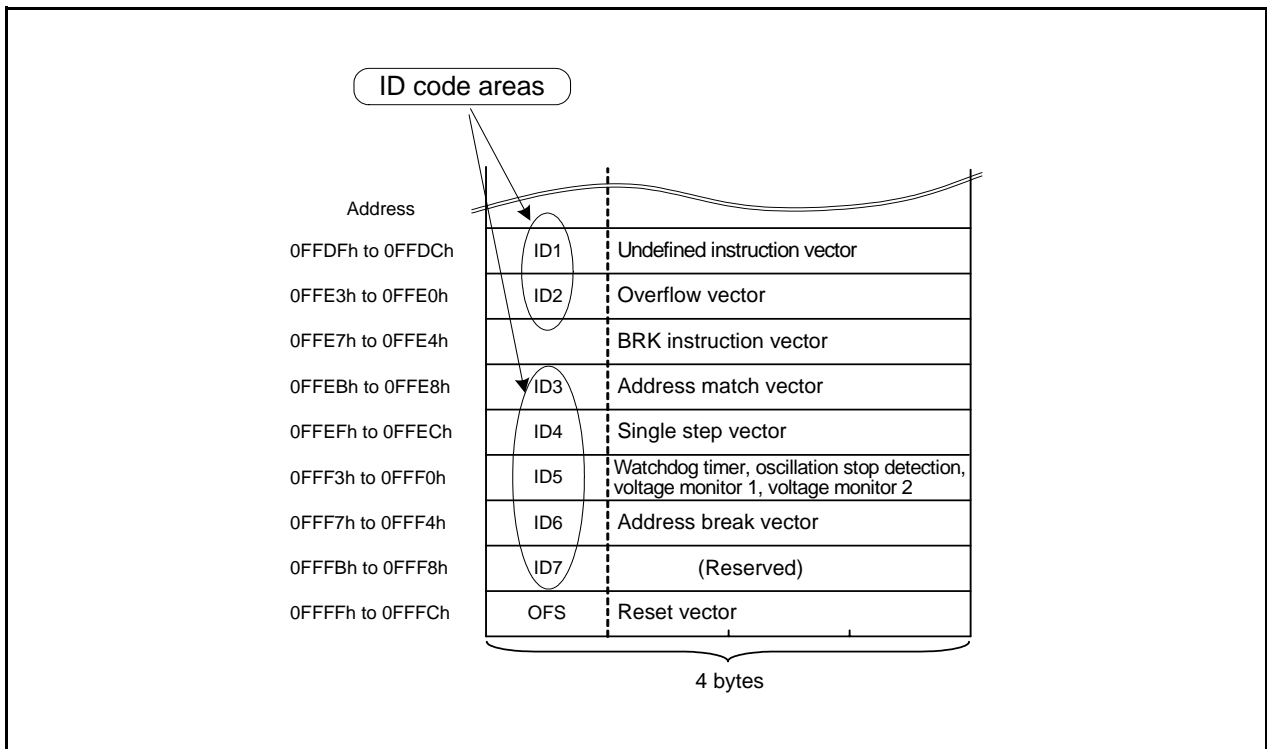 ID code areas
Address
0FFDFh to 0FFDCh ID1 Undefined instruction vector
0FFE3h to 0FFE0h ID2 Overflow vector
0FFE7h to 0FFE4h BRK instruction vector
0FFEBh to 0FFE8h ID3 Address match vector
0FFEFh to 0FFECh ID4 Single step vector
0FFF3h to 0FFF0h ID5 Watchdog timer, oscillation stop detection,
voltage monitor 1, voltage monitor 2
0FFF7h to 0FFF4h ID6 Address break vector
0FFFBh to 0FFF8h ID7 (Reserved)
0FFFFh to 0FFFCh OFS Reset vector
4 bytes